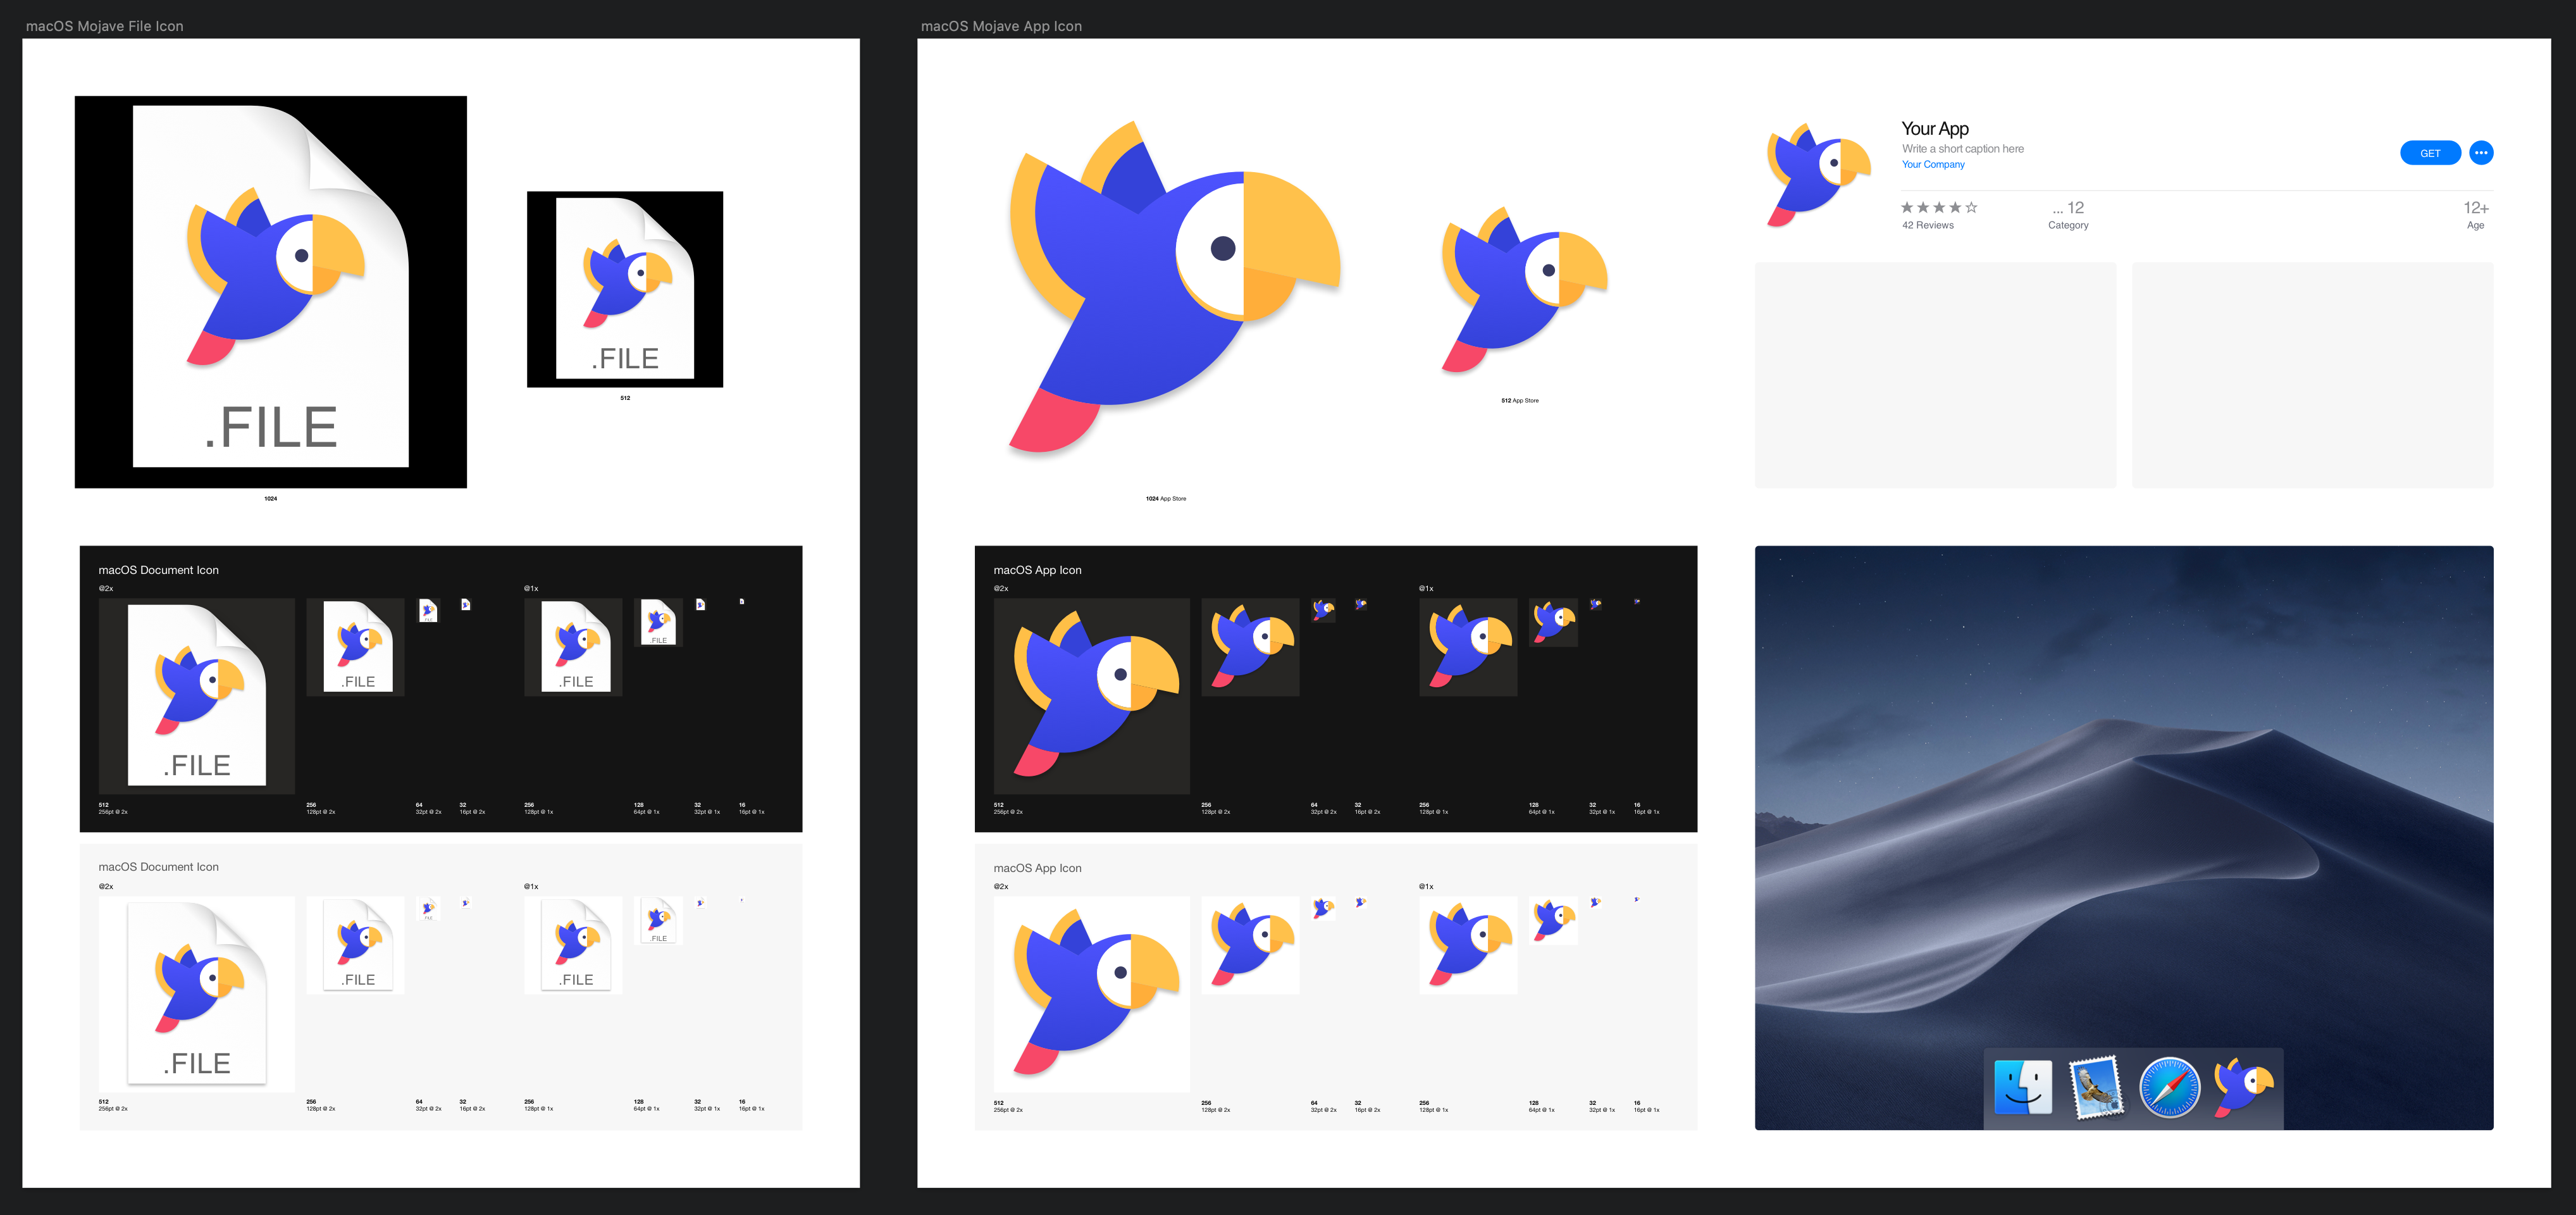 macOS Mojave File Icon
.FILE
1024
.FILE
512
macOS Document Icon
@2x
@1x
.FILE
.FILE
.FILE
.FILE
512
256pt @ 2x
256
128pt @ 2x
64
32pt @ 2x
32
16pt @ 2x
256
128pt @ 1x
128
64pt @ 1x
32
32pt @ 1x
16
16pt @ 1x
macOS Document Icon
@2x
@1x
.FILE
.FILE
.FILE
.FILE
512
256pt @ 2x
256
128pt @ 2x
64
32pt @ 2x
32
16pt @ 2x
256
128pt @ 1x
128
64pt @ 1x
32
32pt @ 1x
16
16pt @ 1x
macOS Mojave App Icon
1024 App Store
512 App Store
Your App
Write a short caption here
Your Company
GET
... 12
12+
42 Reviews
Category
Age
macOS App Icon
@2x
@1x
512
256pt @ 2x
256
128pt @ 2x
64
32pt @ 2x
32
16pt @ 2x
256
128pt @ 1x
128
64pt @ 1x
32
32pt @ 1x
16
16pt @ 1x
macOS App Icon
@2x
@1x
512
256pt @ 2x
256
128pt @ 2x
64
32pt @ 2x
32
16pt @ 2x
256
128pt @ 1x
128
64pt @ 1x
32
32pt @ 1x
16
16pt @ 1x